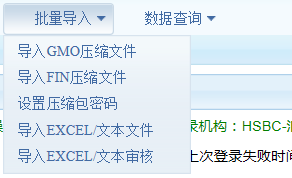 批量导入 数据查询
导入GMO压缩文件
导入FIN压缩文件
设置压缩包密码
导入EXCEL/文本文件 录机构：HSBC-
导入EXCEL/文本审核 上次登录失败时间